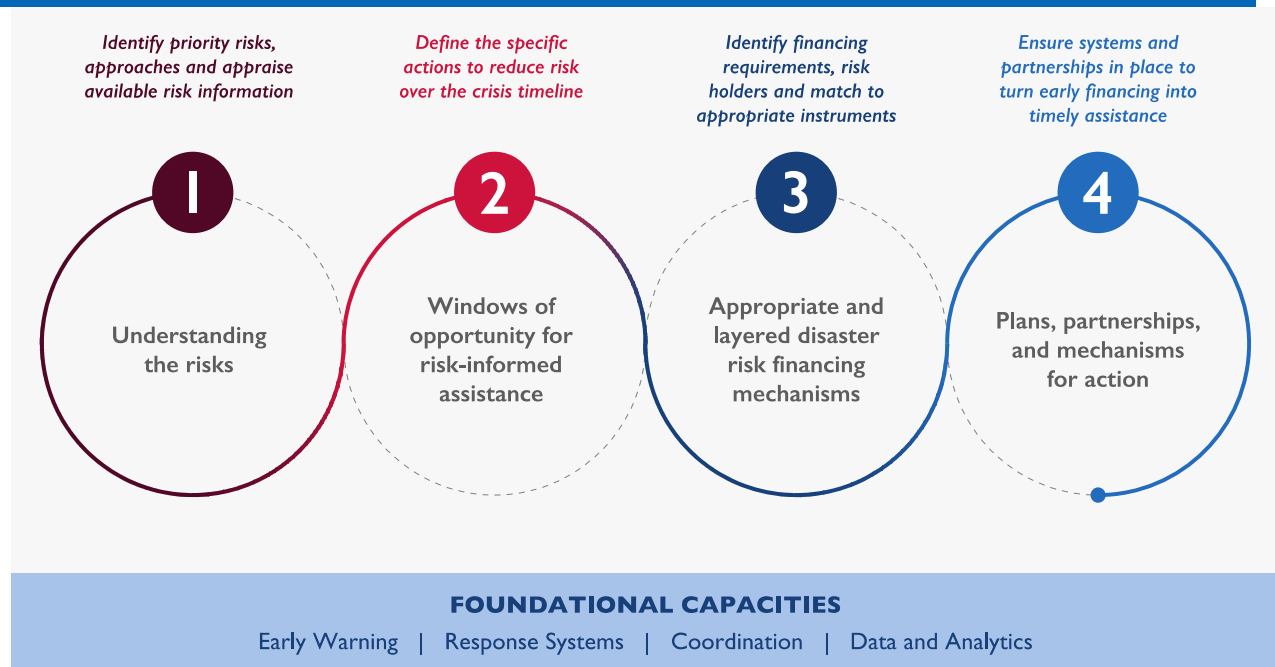 Identify priority risks,
approaches and appraise
available risk information
Define the specific
actions to reduce risk
over the crisis timeline
Identify financing
requirements, risk
holders and match to
appropriate instruments
Ensure systems and
partnerships in place to
turn early financing into
timely assistance
1
2
3
4
Understanding
the risks
Windows of
opportunity for
risk-informed
assistance
Appropriate and
layered disaster
risk financing
mechanisms
Plans, partnerships,
and mechanisms
for action
FOUNDATIONAL CAPACITIES
Early Warning | Response Systems | Coordination | Data and Analytics